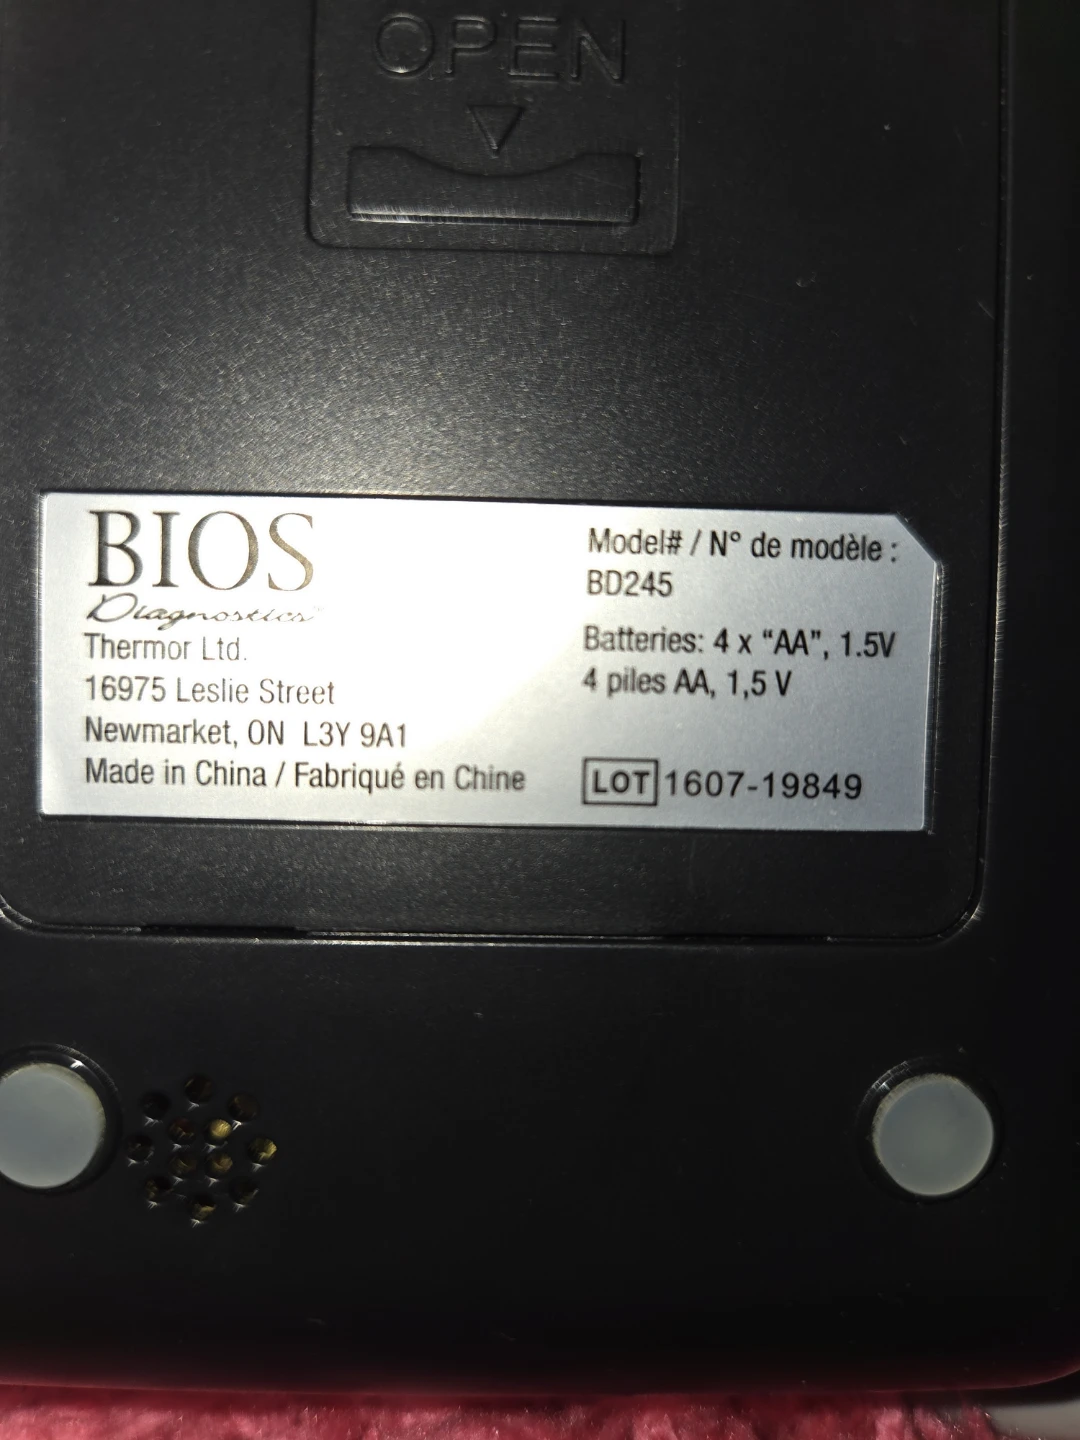 OPEN
BIOS
Diagnostics™
Thermor Ltd.
16975 Leslie Street
Newmarket, ON L3Y 9A1
Made in China / Fabriqué en Chine
Model# / N° de modèle :
BD245
Batteries: 4 x “AA”, 1.5V
4 piles AA, 1,5 V
LOT 1607-19849